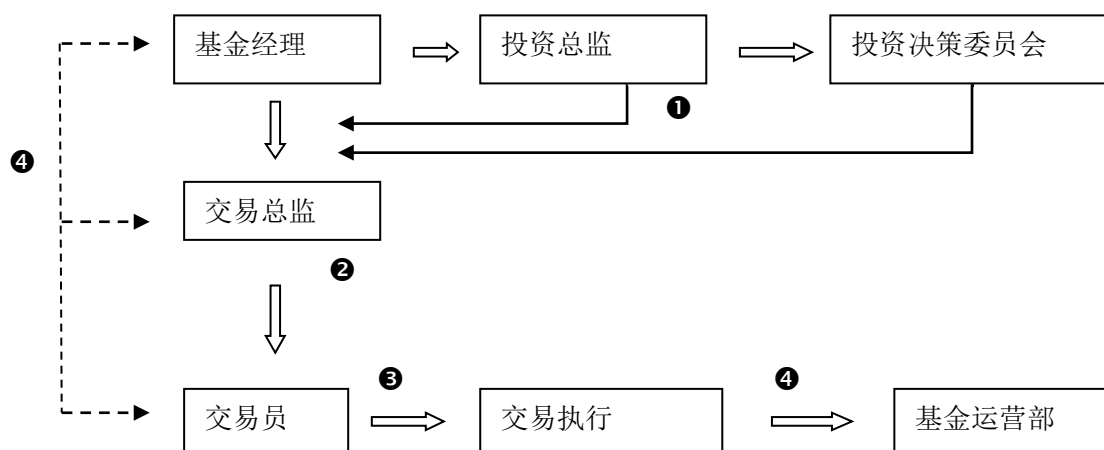 基金经理
投资总监
投资决策委员会
❶
❹
交易总监
❷
❸
❹
交易员
交易执行
基金运营部